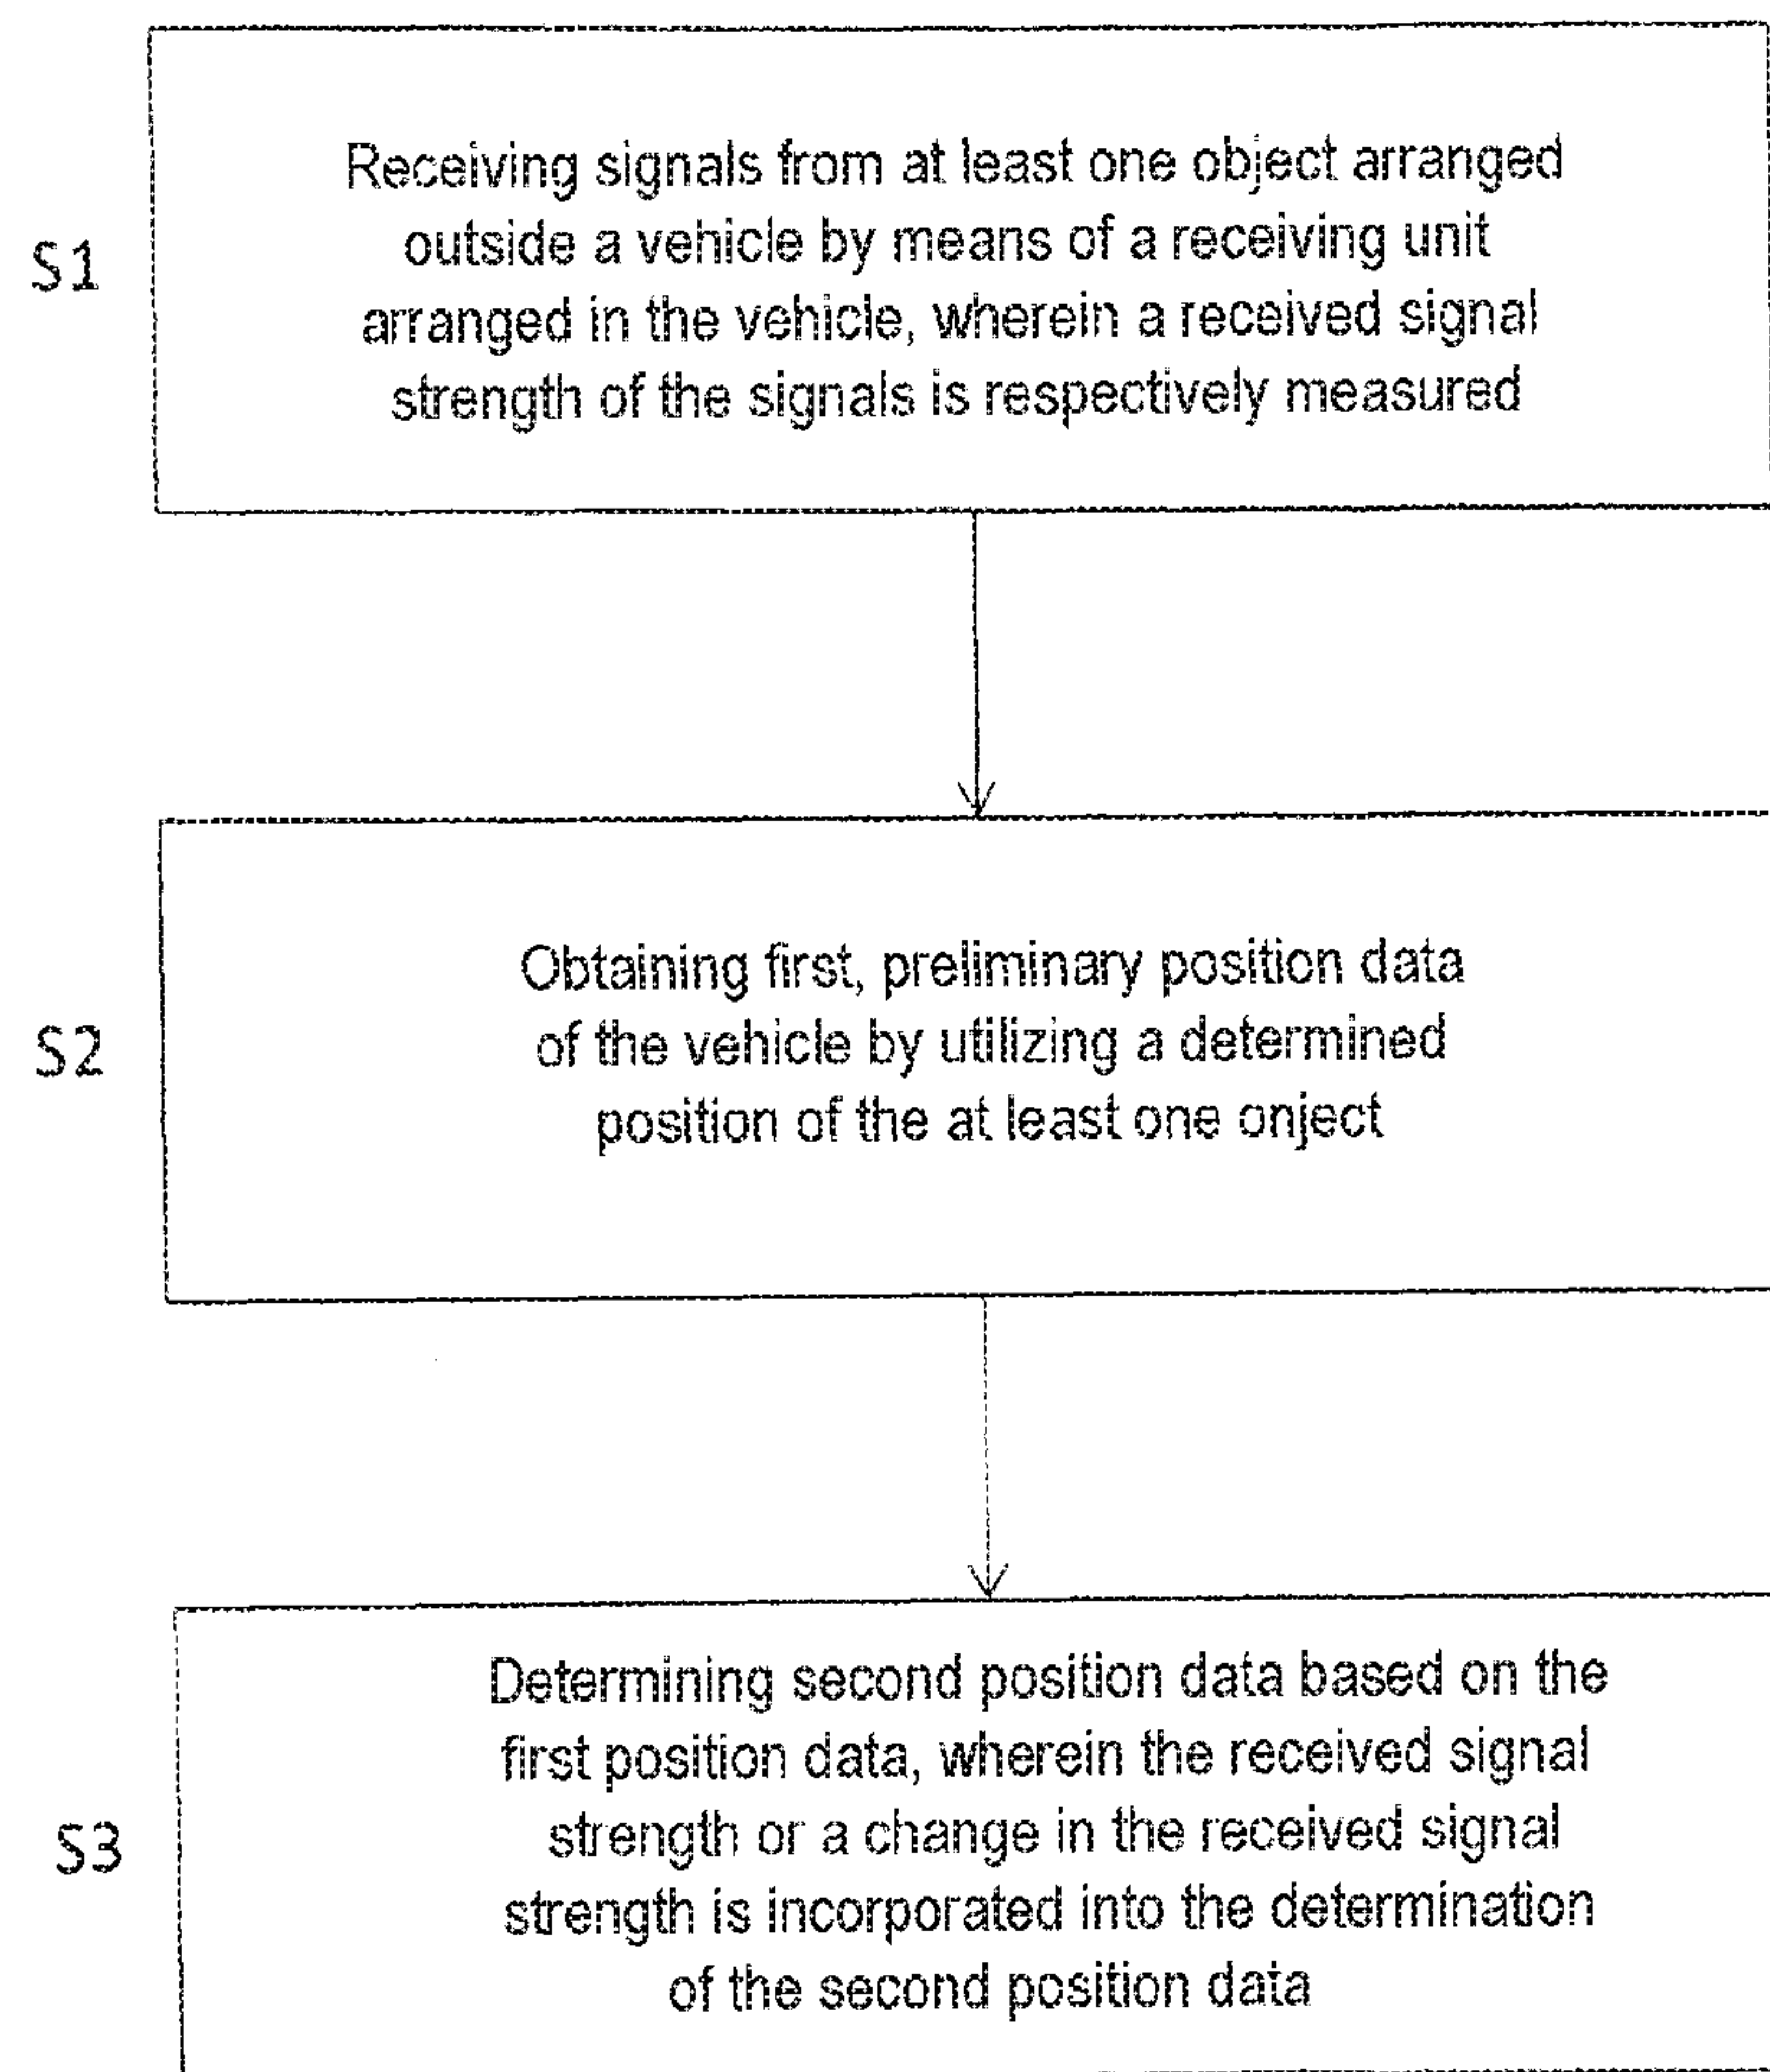 Receiving signals from at least one object arranged
outside a vehicle by means of a receiving unit
S1
arranged in the vehicle, wherein a received signal
strength of the signals is respectively measured
Obtaining first, preliminary position data
S2
of the vehicle by utilizing a determined
position of the at least one onject
Determining second position data based on the
first position data, wherein the received signal
S3
strength or a change in the received signal
strength is incorporated into the determination
of the second position data